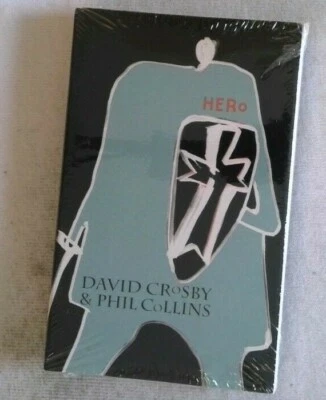 HERO
DAVID CROSBY
& PHIL COLLINS